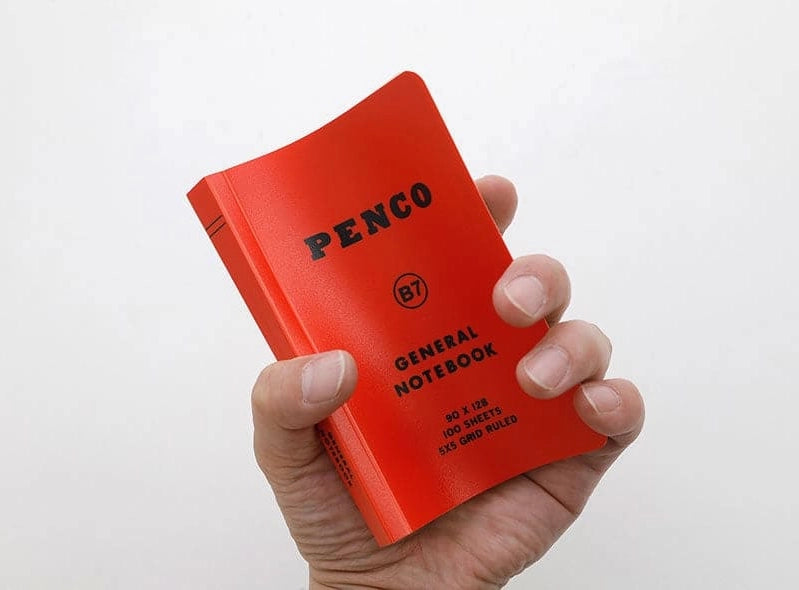 PENCO
B7
GENERAL
NOTEBOOK
90 X 128
100 SHEETS
5X5 GRID RULED